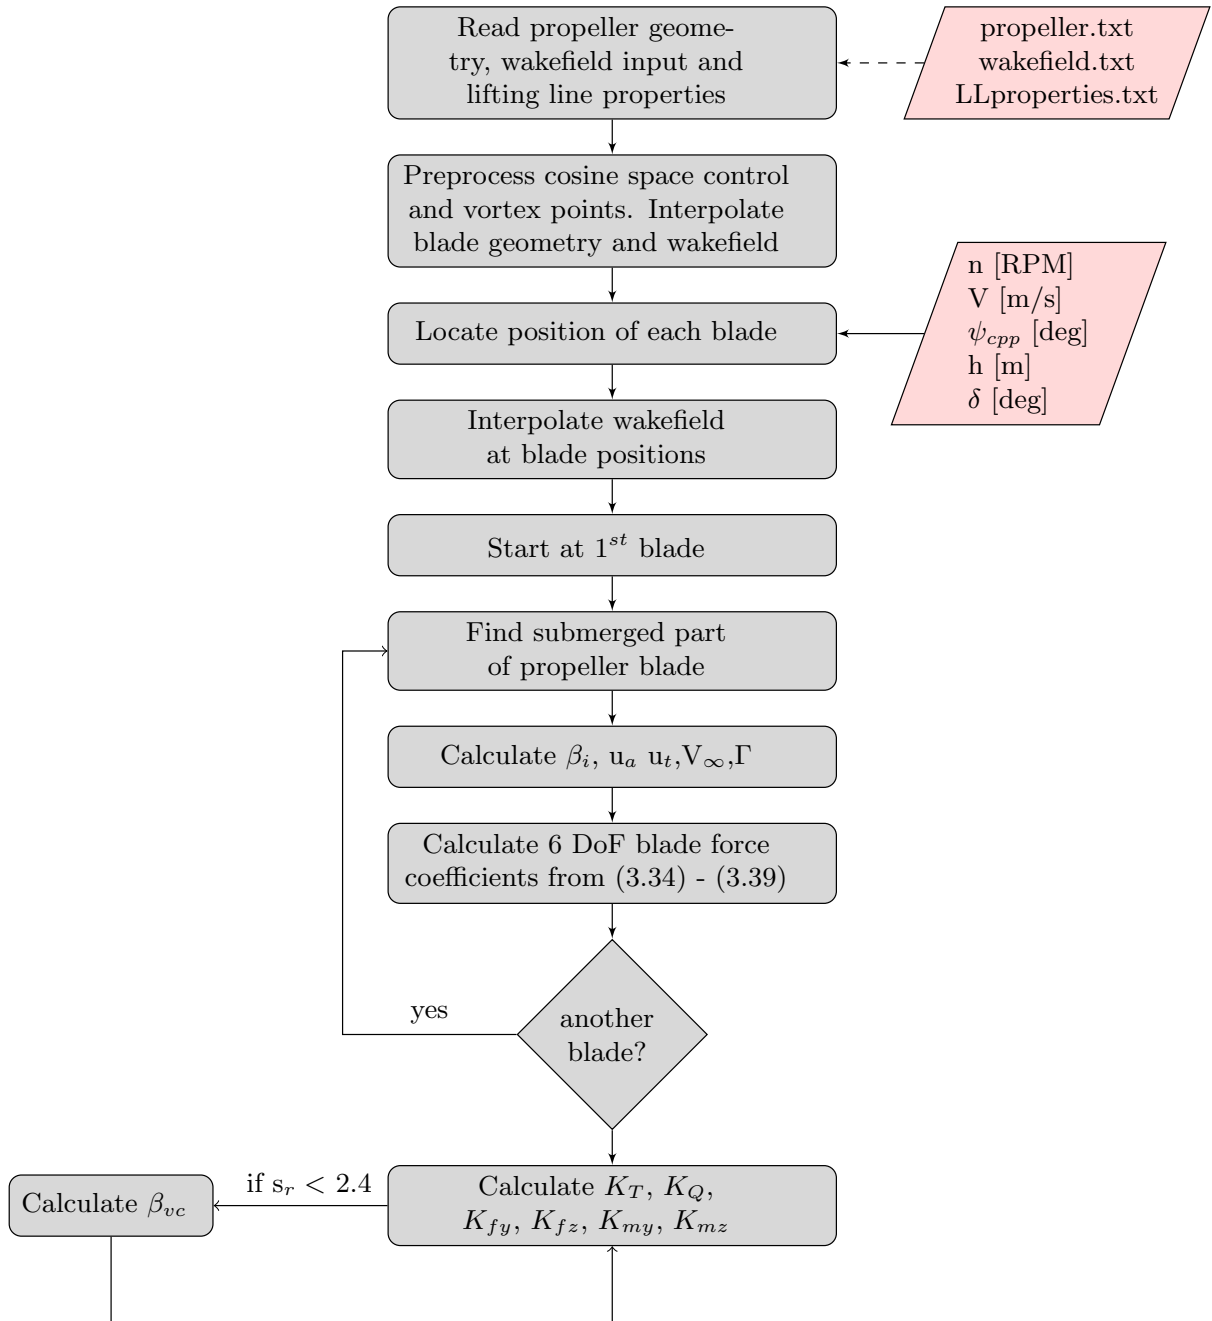 Read propeller geome-
try, wakefield input and
lifting line properties
propeller.txt
wakefield.txt
LLproperties.txt
Preprocess cosine space control
and vortex points. Interpolate
blade geometry and wakefield
n [RPM]
V [m/s]
ψ_cpp [deg]
h [m]
δ [deg]
Locate position of each blade
Interpolate wakefield
at blade positions
Start at 1^st blade
Find submerged part
of propeller blade
Calculate β_i, u_a u_t,V_∞,Γ
Calculate 6 DoF blade force
coefficients from (3.34) - (3.39)
another
blade?
yes
Calculate K_T, K_Q,
K_fy, K_fz, K_my, K_mz
if s_r < 2.4
Calculate β_vc